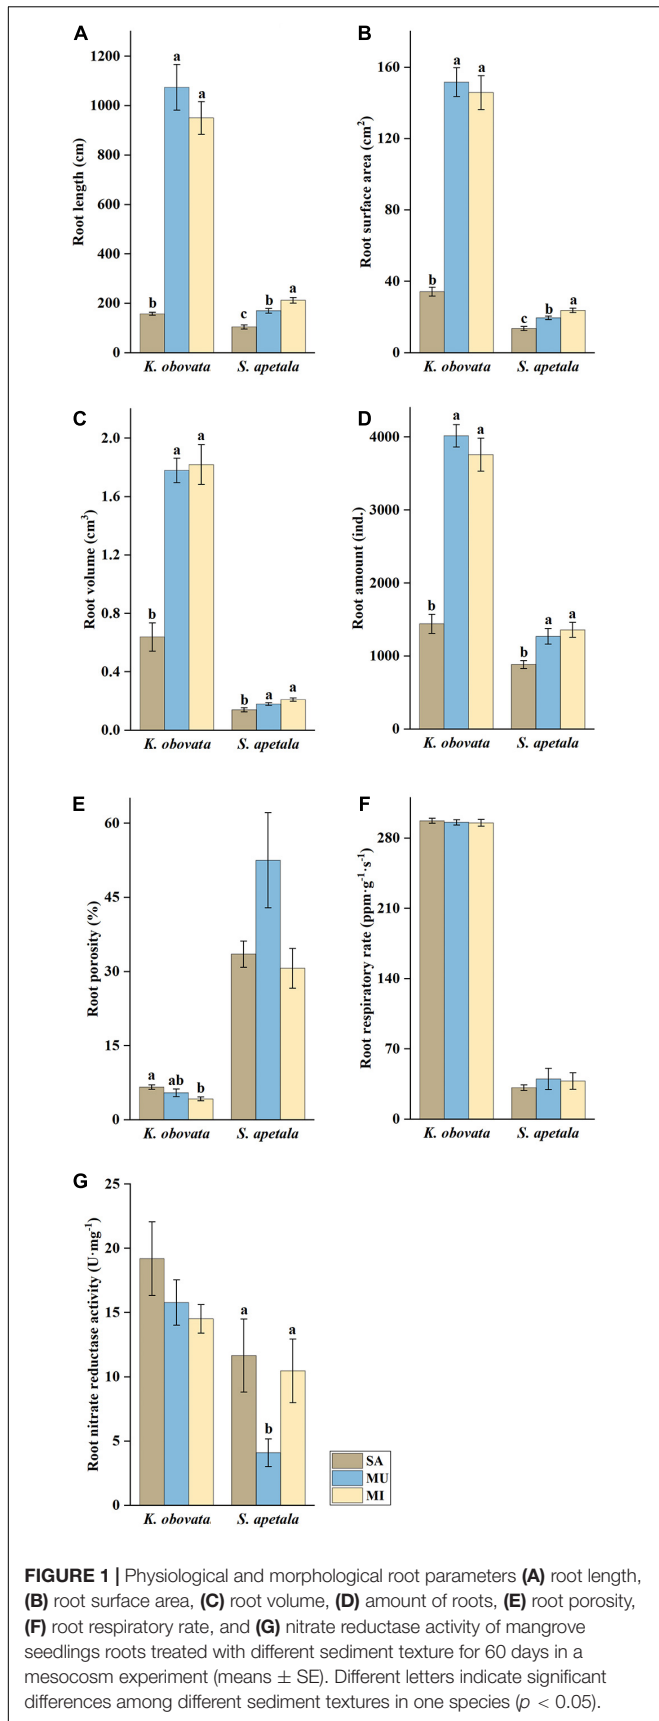 A
1200
1000
800
600
400
200
0
Root length (cm)
b a a c b a
K. obovata S. apetala
B
160
120
80
40
0
Root surface area (cm²)
b a a c b a
K. obovata S. apetala
C
2.0
1.6
1.2
0.8
0.4
0.0
Root volume (cm³)
b a a b a a
K. obovata S. apetala
D
4000
3000
2000
1000
0
Root amount (ind.)
b a a b a a
K. obovata S. apetala
E
60
45
30
15
0
Root porosity (%)
a ab b
K. obovata S. apetala
F
280
210
140
70
0
Root respiratory rate (ppm·g⁻¹·s⁻¹)
K. obovata S. apetala
G
25
20
15
10
5
0
Root nitrate reductase activity (U·mg⁻¹)
a b a
K. obovata S. apetala
SA
MU
MI
FIGURE 1 | Physiological and morphological root parameters (A) root length,
(B) root surface area, (C) root volume, (D) amount of roots, (E) root porosity,
(F) root respiratory rate, and (G) nitrate reductase activity of mangrove
seedlings roots treated with different sediment texture for 60 days in a
mesocosm experiment (means ± SE). Different letters indicate significant
differences among different sediment textures in one species (p < 0.05).